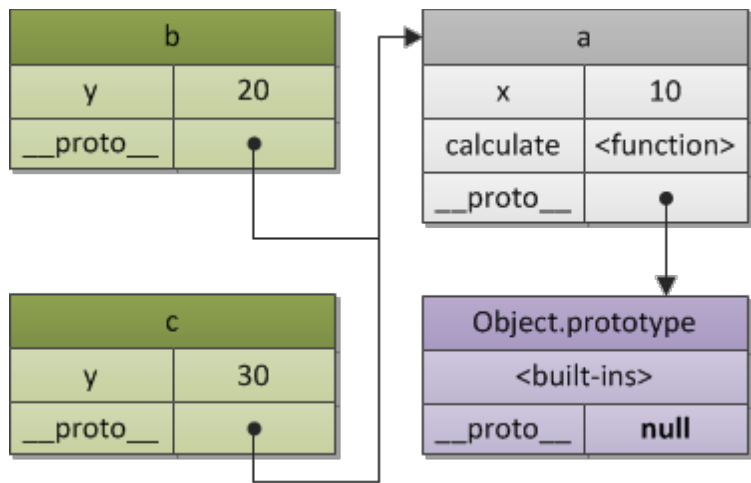 b
y 20
__proto__
a
x 10
calculate <function>
__proto__
c
y 30
__proto__
Object.prototype
<built-ins>
__proto__ null